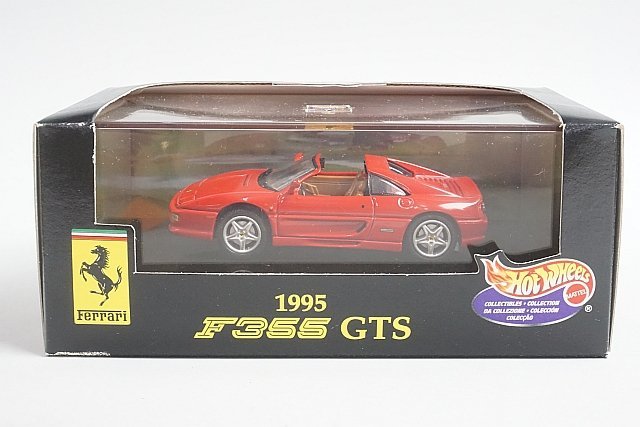 Ferrari
1995
F355 GTS
Hot Wheels
MATTEL
®
COLLECTIBLES • COLLECTION
DA COLLEZIONE • COLECCIÓN
COLECÇÃO